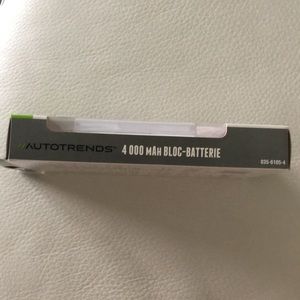 //AUTOTRENDS 4 000 MAH BLOC-BATTERIE
035-6105-4